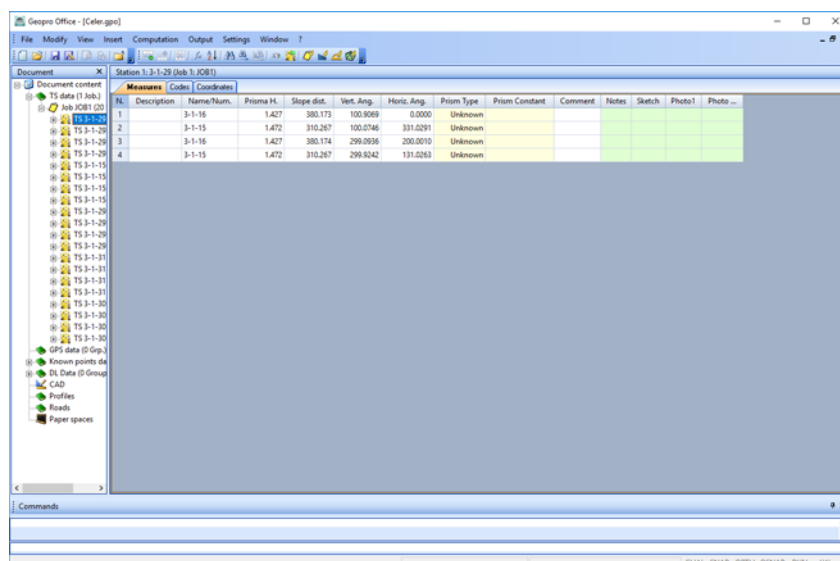 Geopro Office - [Celer.gpo]
File Modify View Insert Computation Output Settings Window ?
Document X
Station 1: 3-1-29 (Job 1: JOB1)
Document content
TS data (1 Job.)
Job JOB1 (20
TS 3-1-29
TS 3-1-29
TS 3-1-29
TS 3-1-29
TS 3-1-15
TS 3-1-15
TS 3-1-15
TS 3-1-15
TS 3-1-29
TS 3-1-29
TS 3-1-29
TS 3-1-29
TS 3-1-31
TS 3-1-31
TS 3-1-31
TS 3-1-31
TS 3-1-30
TS 3-1-30
TS 3-1-30
TS 3-1-30
GPS data (0 Grp.)
Known points da
DL Data (0 Group
CAD
Profiles
Roads
Paper spaces
Measures Codes Coordinates
N. Description Name/Num. Prisma H. Slope dist. Vert. Ang. Horiz. Ang. Prism Type Prism Constant Comment Notes Sketch Photo1 Photo ...
1 3-1-16 1.427 380.173 100.9069 0.0000 Unknown
2 3-1-15 1.472 310.267 100.0746 331.0291 Unknown
3 3-1-16 1.427 380.174 299.0936 200.0010 Unknown
4 3-1-15 1.472 310.267 299.9242 131.0263 Unknown
Commands